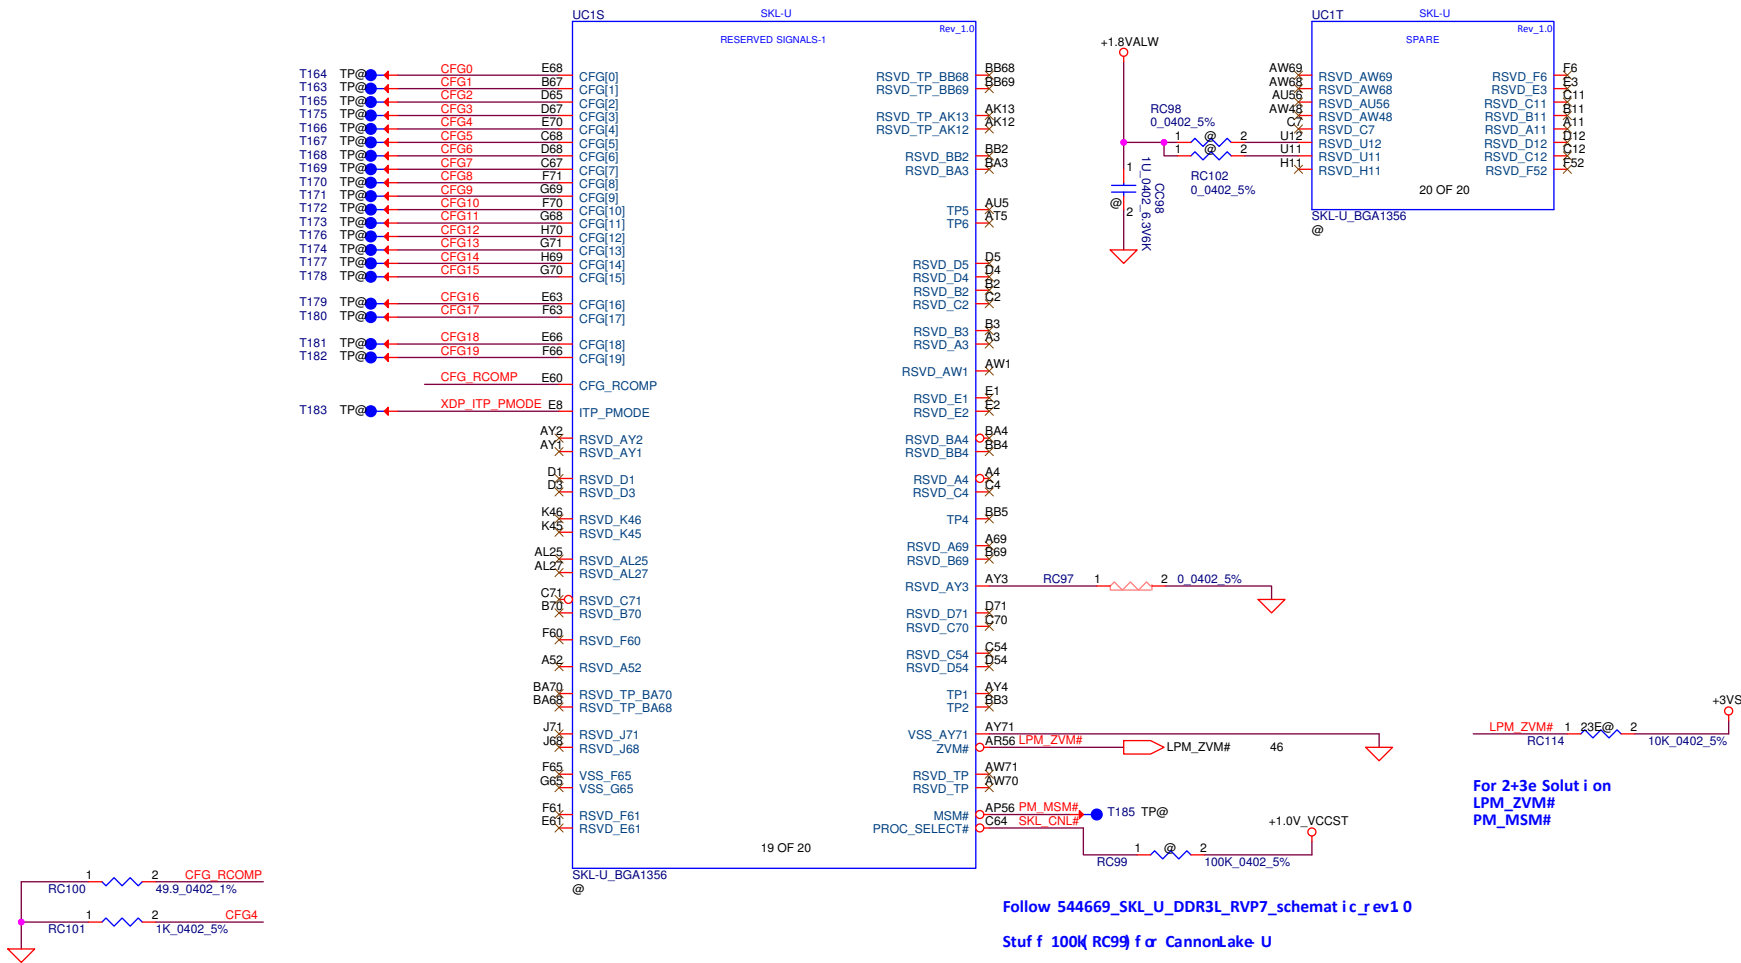 UC1S SKL-U
Rev_1.0
RESERVED SIGNALS-1
T164 TP@ CFG0 E68 CFG[0]
T163 TP@ CFG1 B67 CFG[1]
T165 TP@ CFG2 D65 CFG[2]
T175 TP@ CFG3 D67 CFG[3]
T166 TP@ CFG4 E70 CFG[4]
T167 TP@ CFG5 C68 CFG[5]
T168 TP@ CFG6 D68 CFG[6]
T169 TP@ CFG7 C67 CFG[7]
T170 TP@ CFG8 F71 CFG[8]
T171 TP@ CFG9 G69 CFG[9]
T172 TP@ CFG10 F70 CFG[10]
T173 TP@ CFG11 G68 CFG[11]
T176 TP@ CFG12 H70 CFG[12]
T174 TP@ CFG13 G71 CFG[13]
T177 TP@ CFG14 H69 CFG[14]
T178 TP@ CFG15 G70 CFG[15]
T179 TP@ CFG16 E63 CFG[16]
T180 TP@ CFG17 F63 CFG[17]
T181 TP@ CFG18 E66 CFG[18]
T182 TP@ CFG19 F66 CFG[19]
CFG_RCOMP E60 CFG_RCOMP
T183 TP@ XDP_ITP_PMODE E8 ITP_PMODE
AY2 RSVD_AY2
AY1 RSVD_AY1
D1 RSVD_D1
D3 RSVD_D3
K46 RSVD_K46
K45 RSVD_K45
AL25 RSVD_AL25
AL27 RSVD_AL27
C71 RSVD_C71
B70 RSVD_B70
F60 RSVD_F60
A52 RSVD_A52
BA70 RSVD_TP_BA70
BA68 RSVD_TP_BA68
J71 RSVD_J71
J68 RSVD_J68
F65 VSS_F65
G65 VSS_G65
F61 RSVD_F61
E61 RSVD_E61
RSVD_TP_BB68 BB68
RSVD_TP_BB69 BB69
RSVD_TP_AK13 AK13
RSVD_TP_AK12 AK12
RSVD_BB2 BB2
RSVD_BA3 BA3
TP5 AU5
TP6 AT5
RSVD_D5 D5
RSVD_D4 D4
RSVD_B2 B2
RSVD_C2 C2
RSVD_B3 B3
RSVD_A3 A3
RSVD_AW1 AW1
RSVD_E1 E1
RSVD_E2 E2
RSVD_BA4 BA4
RSVD_BB4 BB4
RSVD_A4 A4
RSVD_C4 C4
TP4 BB5
RSVD_A69 A69
RSVD_B69 B69
RSVD_AY3 AY3 RC97 1 2 0_0402_5%
RSVD_D71 D71
RSVD_C70 C70
RSVD_C54 C54
RSVD_D54 D54
TP1 AY4
TP2 BB3
VSS_AY71 AY71
ZVM# AR56 LPM_ZVM# LPM_ZVM# 46
RSVD_TP AW71
RSVD_TP AW70
MSM# AP56 PM_MSM# T185 TP@
PROC_SELECT# C64 SKL_CNL#
+1.0V_VCCST
RC99 1 @ 2 100K_0402_5%
19 OF 20
SKL-U_BGA1356
@
+1.8VALW
RC98
0_0402_5%
1 @ 2
1 @ 2
RC102
0_0402_5%
1
CC98
1U_0402_6.3V6K
@
2
UC1T SKL-U
Rev_1.0
SPARE
AW69 RSVD_AW69 RSVD_F6 F6
AW68 RSVD_AW68 RSVD_E3 E3
AU56 RSVD_AU56 RSVD_C11 C11
AW48 RSVD_AW48 RSVD_B11 B11
C7 RSVD_C7 RSVD_A11 A11
U12 RSVD_U12 RSVD_D12 D12
U11 RSVD_U11 RSVD_C12 C12
H11 RSVD_H11 RSVD_F52 F52
20 OF 20
SKL-U_BGA1356
@
+3VS
LPM_ZVM# 1 23E@ 2
RC114 10K_0402_5%
For 2+3e Solut i on
LPM_ZVM#
PM_MSM#
1 2 CFG_RCOMP
RC100 49.9_0402_1%
1 2 CFG4
RC101 1K_0402_5%
Follow 544669_SKL_U_DDR3L_RVP7_schemat i c_r ev1 0
Stuf f 100k( RC99) f or CannonLake- U